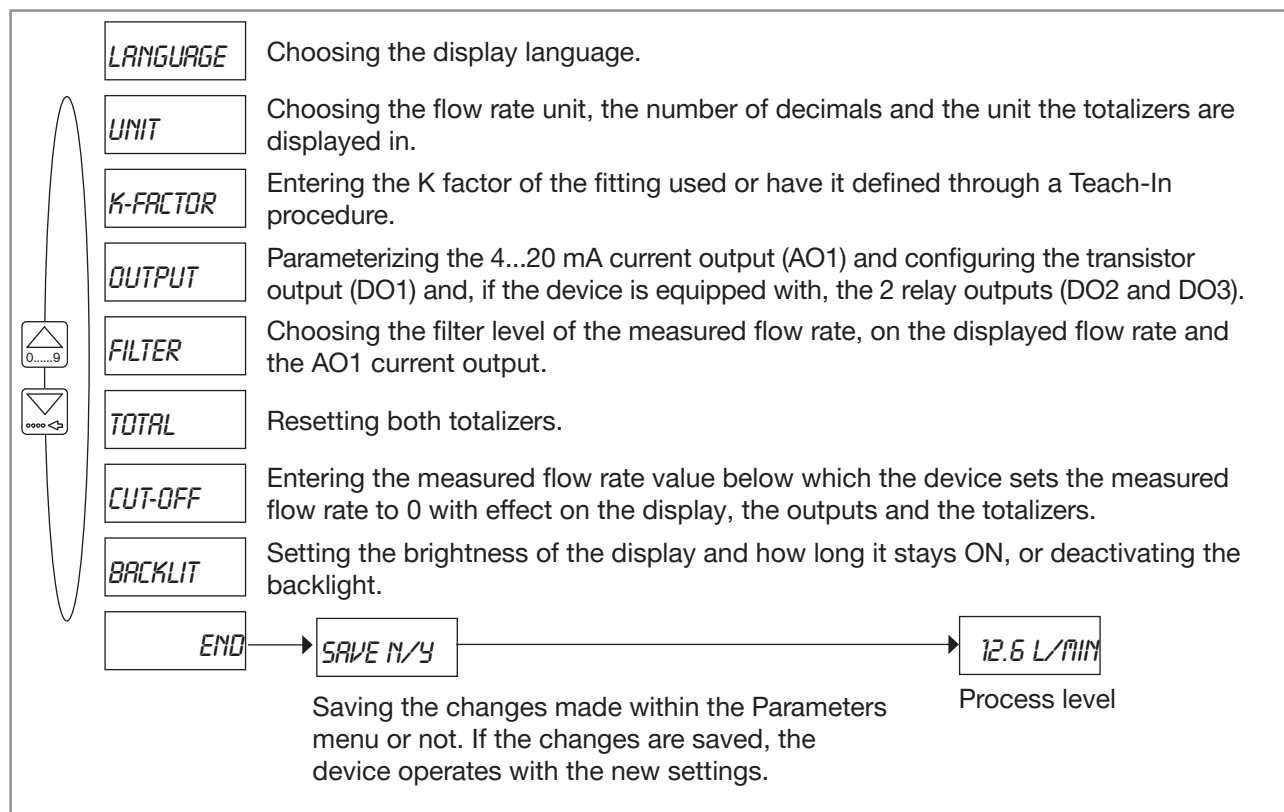 LANGUAGE
Choosing the display language.
UNIT
Choosing the flow rate unit, the number of decimals and the unit the totalizers are
displayed in.
K-FACTOR
Entering the K factor of the fitting used or have it defined through a Teach-In
procedure.
OUTPUT
Parameterizing the 4...20 mA current output (AO1) and configuring the transistor
output (DO1) and, if the device is equipped with, the 2 relay outputs (DO2 and DO3).
0......9
FILTER
Choosing the filter level of the measured flow rate, on the displayed flow rate and
the AO1 current output.
TOTAL
Resetting both totalizers.
CUT-OFF
Entering the measured flow rate value below which the device sets the measured
flow rate to 0 with effect on the display, the outputs and the totalizers.
BACKLIT
Setting the brightness of the display and how long it stays ON, or deactivating the
backlight.
END
SAVE N/Y
12.6 L/MIN
Saving the changes made within the Parameters
menu or not. If the changes are saved, the
device operates with the new settings.
Process level